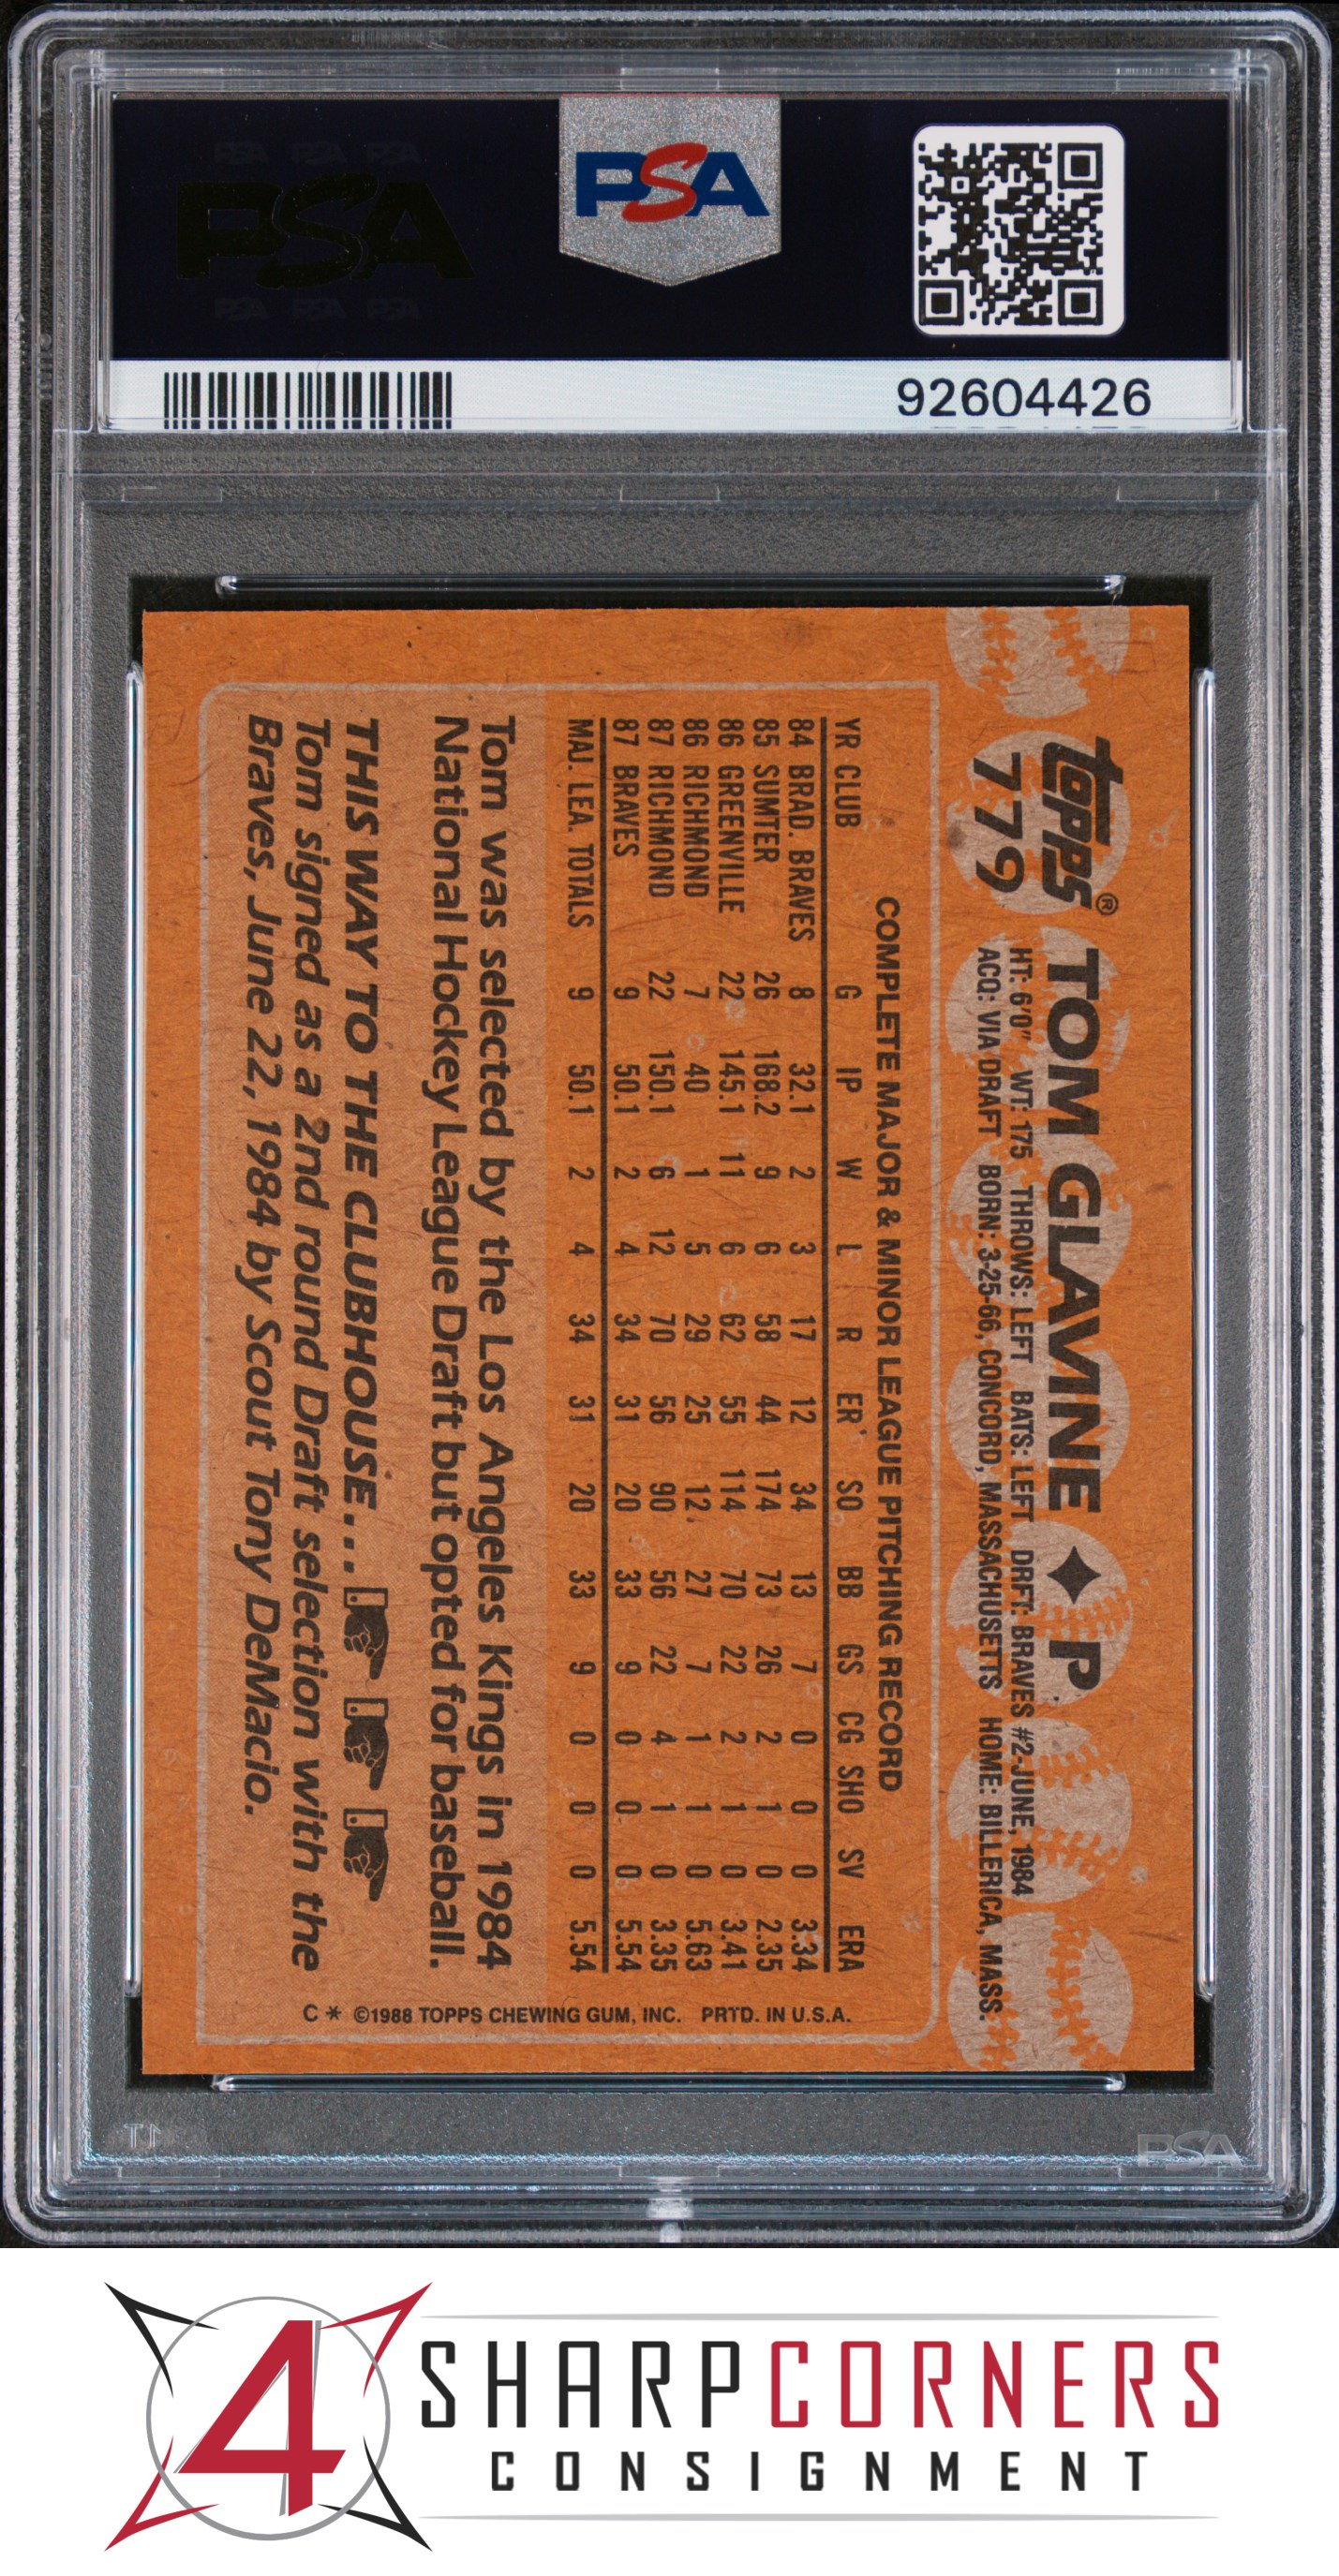 PSA PSA PSA
PSA
PSA PSA PSA
PSA
92604426
topps®
779
TOM GLAVINE ✦ P
HT: 6'0" WT: 175 THROWS: LEFT BATS: LEFT DRFT: BRAVES #2-JUNE, 1984
ACQ: VIA DRAFT BORN: 3-25-66, CONCORD, MASSACHUSETTS HOME: BILLERICA, MASS.
COMPLETE MAJOR & MINOR LEAGUE PITCHING RECORD
YR CLUB G IP W L R ER SO BB GS CG SHO SV ERA
84 BRAD. BRAVES 8 32.1 2 3 17 12 34 13 7 0 0 0 3.34
85 SUMTER 26 168.2 9 6 58 44 174 73 26 2 1 0 2.35
86 GREENVILLE 22 145.1 11 6 62 55 114 70 22 2 1 0 3.41
86 RICHMOND 7 40 1 5 29 25 12 27 7 1 1 0 5.63
87 RICHMOND 22 150.1 6 12 70 56 90 56 22 4 1 0 3.35
87 BRAVES 9 50.1 2 4 34 31 20 33 9 0 0 0 5.54
MAJ. LEA. TOTALS 9 50.1 2 4 34 31 20 33 9 0 0 0 5.54
Tom was selected by the Los Angeles Kings in 1984
National Hockey League Draft but opted for baseball.
THIS WAY TO THE CLUBHOUSE...
Tom signed as a 2nd round Draft selection with the
Braves, June 22, 1984 by Scout Tony DeMacio.
C * ©1988 TOPPS CHEWING GUM, INC. PRTD. IN U.S.A.
PSA
4 SHARPCORNERS
CONSIGNMENT